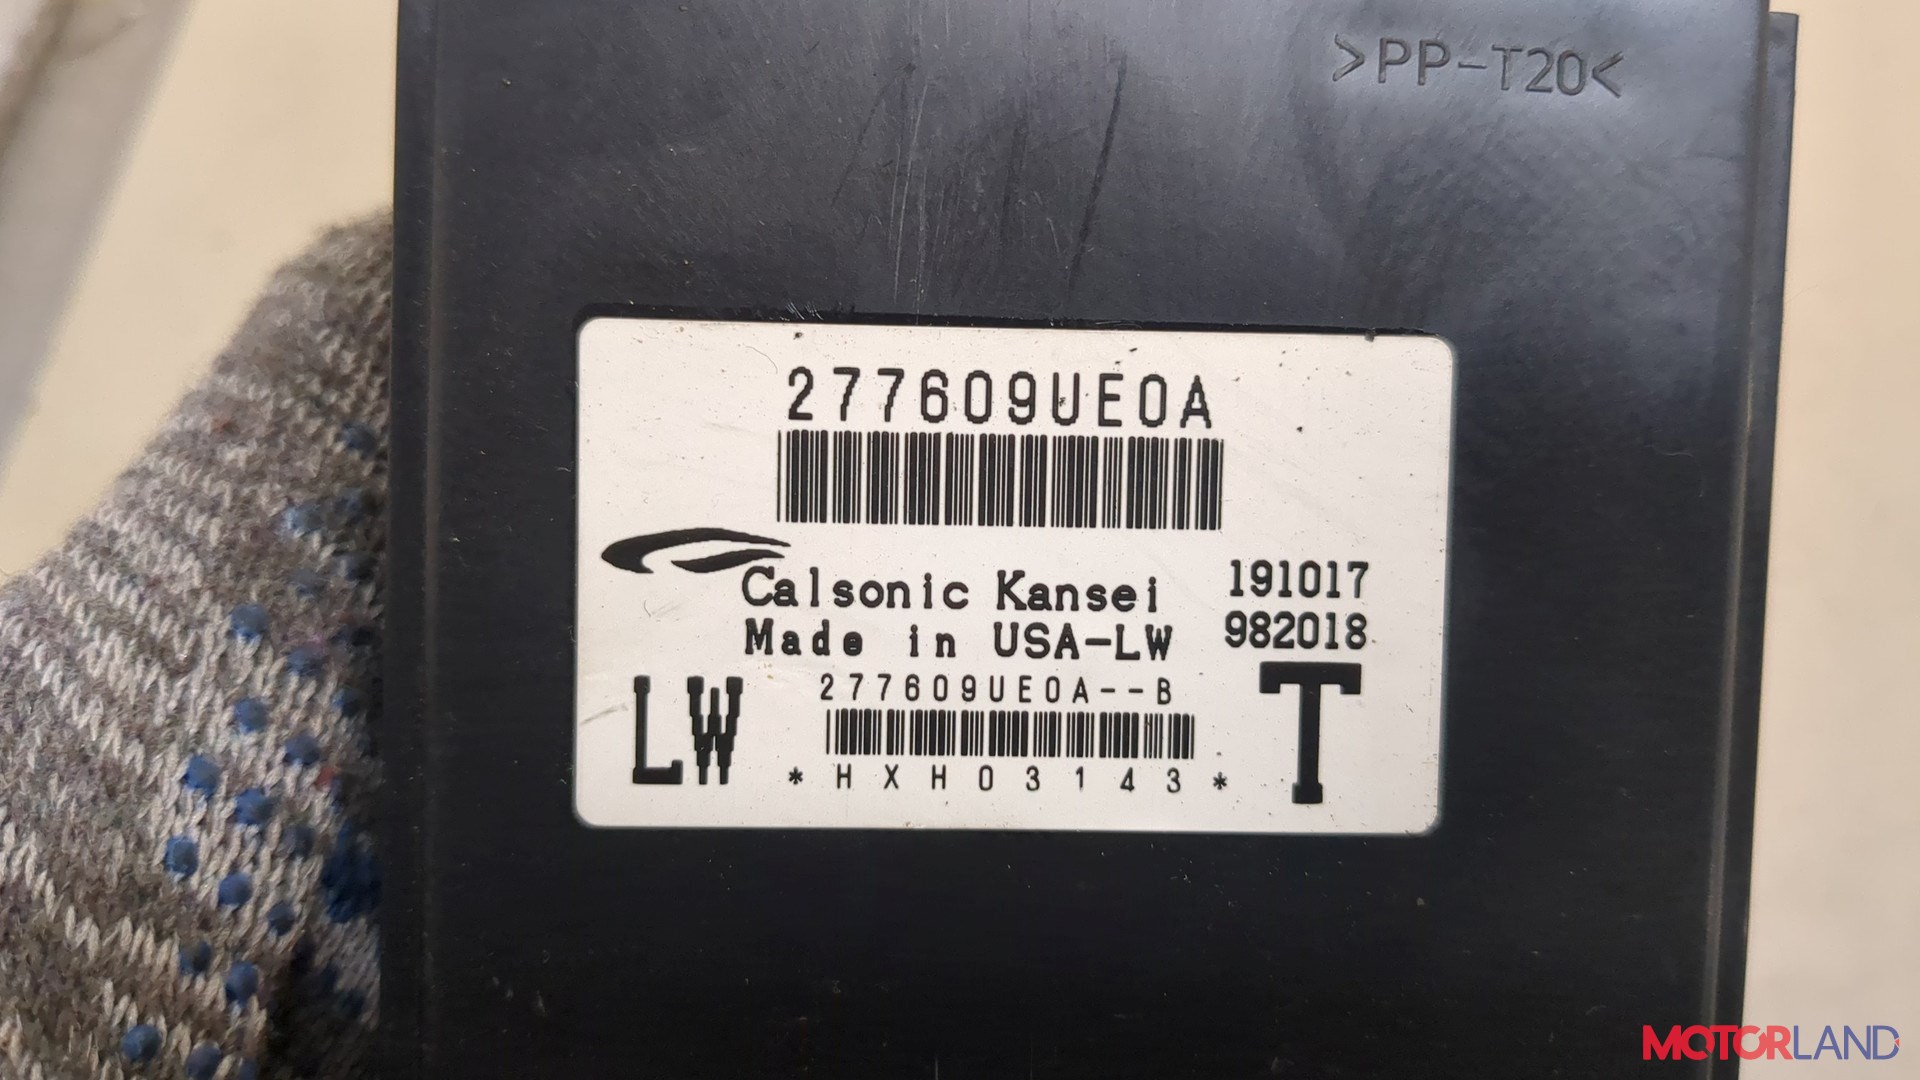 >PP-T20<
277609UE0A
Calsonic Kansei
191017
Made in USA-LW
982018
277609UE0A--B
LW
T
*HXH03143*
MOTORLAND